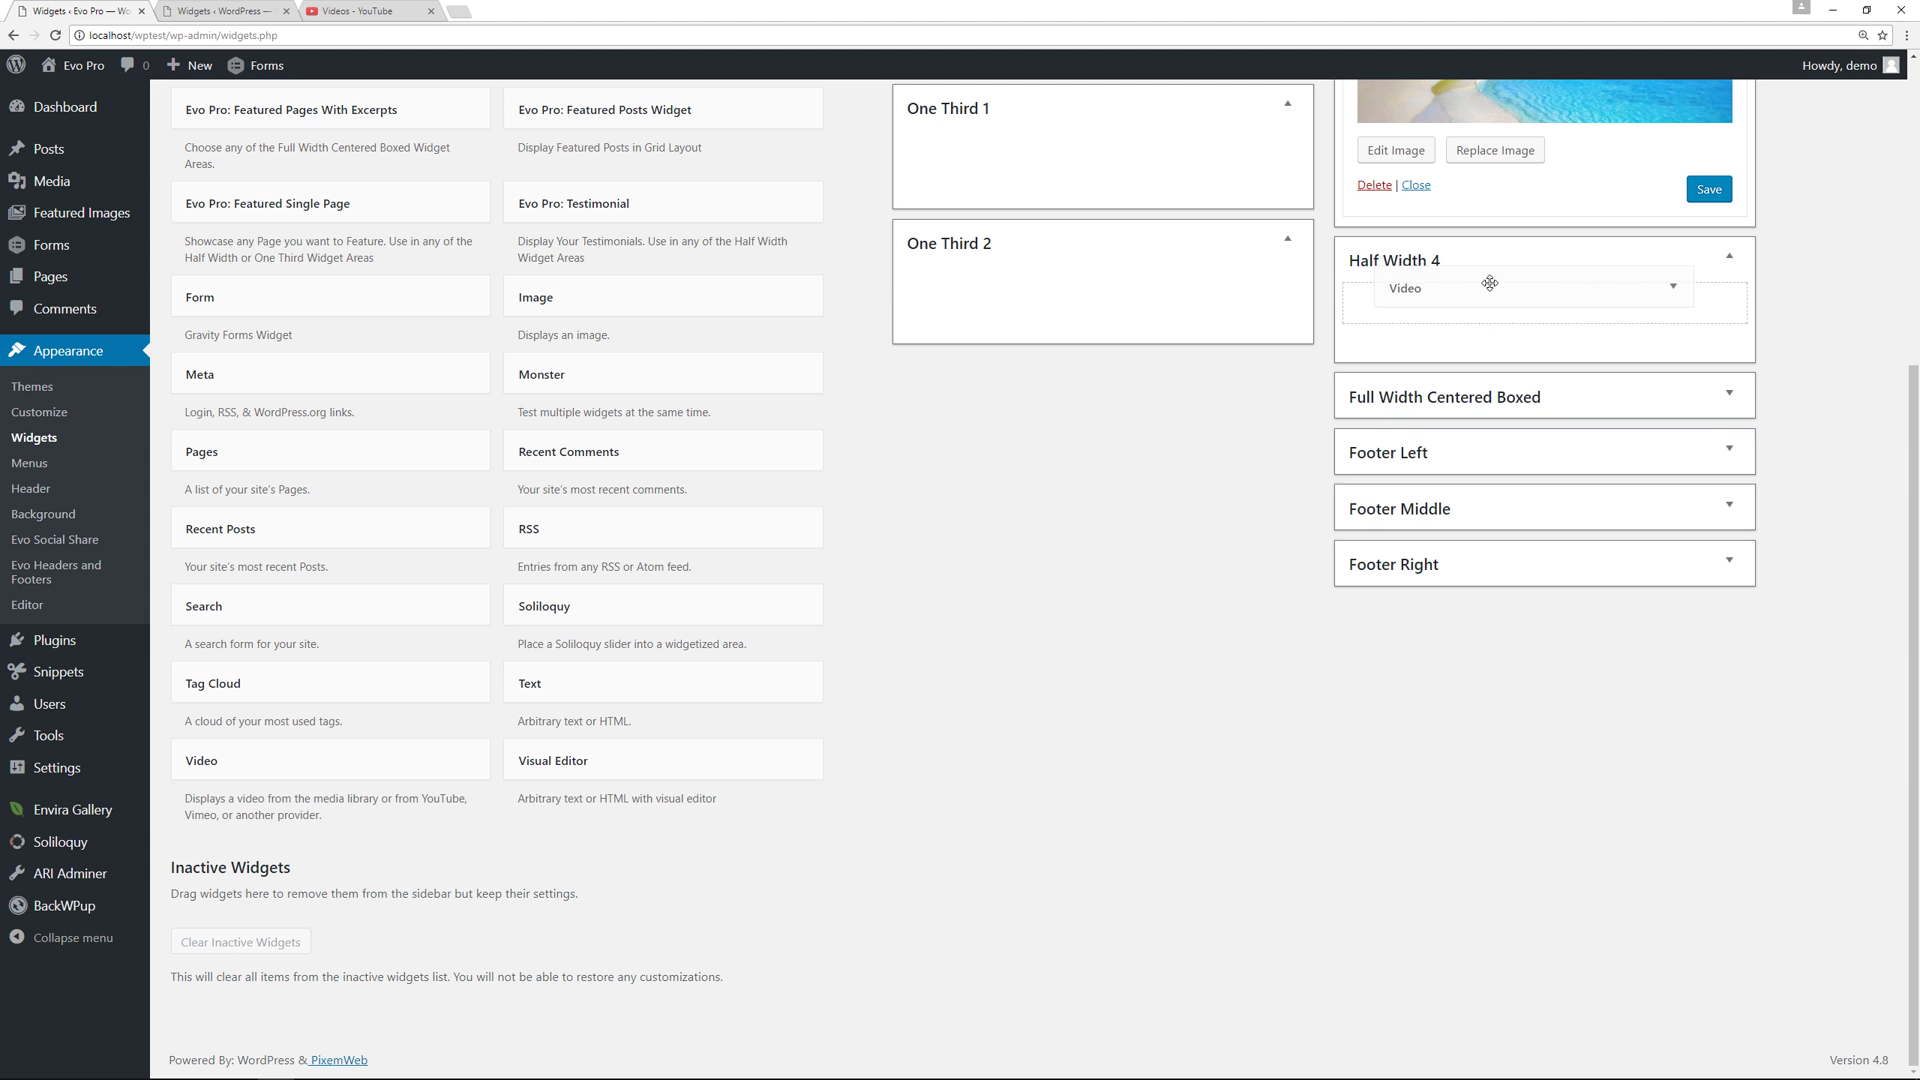 Widgets ‹ Evo Pro — Wo
Widgets ‹ WordPress —
Videos - YouTube
localhost/wptest/wp-admin/widgets.php
Evo Pro
0
New
Forms
Howdy, demo
Dashboard
Posts
Media
Featured Images
Forms
Pages
Comments
Appearance
Themes
Customize
Widgets
Menus
Header
Background
Evo Social Share
Evo Headers and
Footers
Editor
Plugins
Snippets
Users
Tools
Settings
Envira Gallery
Soliloquy
ARI Adminer
BackWPup
Collapse menu
Evo Pro: Featured Pages With Excerpts
Choose any of the Full Width Centered Boxed Widget
Areas.
Evo Pro: Featured Posts Widget
Display Featured Posts in Grid Layout
Evo Pro: Featured Single Page
Showcase any Page you want to Feature. Use in any of the
Half Width or One Third Widget Areas
Evo Pro: Testimonial
Display Your Testimonials. Use in any of the Half Width
Widget Areas
Form
Gravity Forms Widget
Image
Displays an image.
Meta
Login, RSS, & WordPress.org links.
Monster
Test multiple widgets at the same time.
Pages
A list of your site's Pages.
Recent Comments
Your site's most recent comments.
Recent Posts
Your site's most recent Posts.
RSS
Entries from any RSS or Atom feed.
Search
A search form for your site.
Soliloquy
Place a Soliloquy slider into a widgetized area.
Tag Cloud
A cloud of your most used tags.
Text
Arbitrary text or HTML.
Video
Displays a video from the media library or from YouTube,
Vimeo, or another provider.
Visual Editor
Arbitrary text or HTML with visual editor
Inactive Widgets
Drag widgets here to remove them from the sidebar but keep their settings.
Clear Inactive Widgets
This will clear all items from the inactive widgets list. You will not be able to restore any customizations.
One Third 1
One Third 2
Edit Image
Replace Image
Delete | Close
Save
Half Width 4
Video
Full Width Centered Boxed
Footer Left
Footer Middle
Footer Right
Powered By: WordPress & PixemWeb
Version 4.8